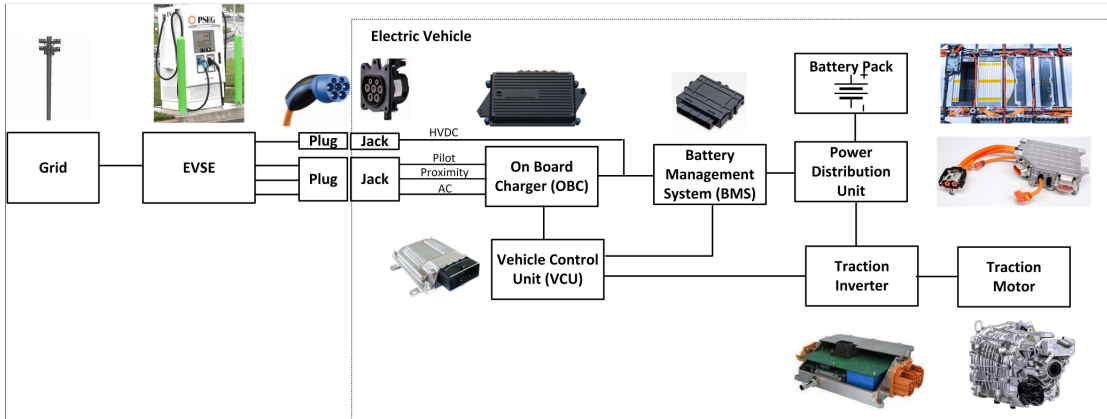 Electric Vehicle
PSEG
Battery Pack
+
-
HVDC
Grid
EVSE
Plug
Jack
Plug
Jack
Pilot
Proximity
AC
On Board
Charger (OBC)
Battery
Management
System (BMS)
Power
Distribution
Unit
Vehicle Control
Unit (VCU)
Traction
Inverter
Traction
Motor